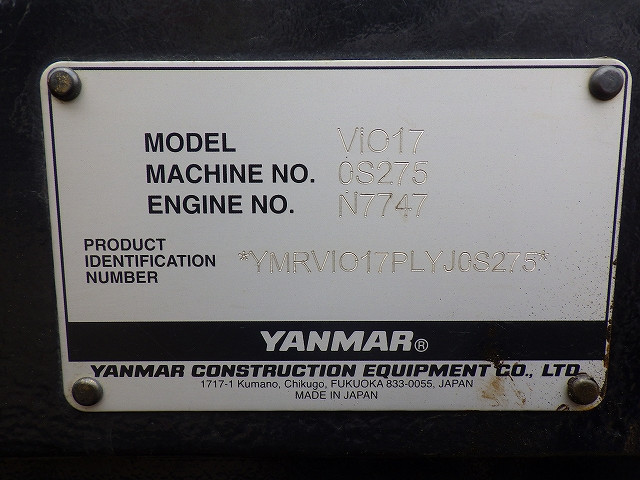 MODEL VIO17
MACHINE NO. 0S275
ENGINE NO. N7747
PRODUCT
IDENTIFICATION
NUMBER
*YMRVIO17PLYJ0S275*
YANMAR®
YANMAR CONSTRUCTION EQUIPMENT CO., LTD.
1717-1 Kumano, Chikugo, FUKUOKA 833-0055, JAPAN
MADE IN JAPAN